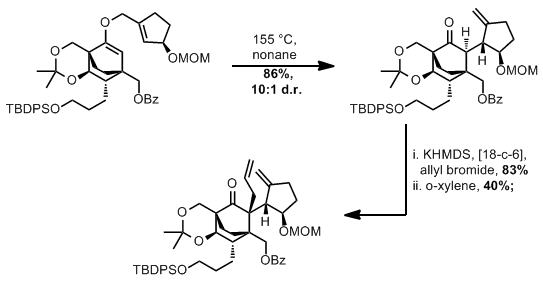 O
O
OMOM
O
OBz
TBDPSO
155 °C,
nonane
86%,
10:1 d.r.
O
H
H
O
O
OMOM
OBz
TBDPSO
i. KHMDS, [18-c-6],
allyl bromide, 83%
ii. o-xylene, 40%;
O
O
H
OMOM
O
OBz
TBDPSO